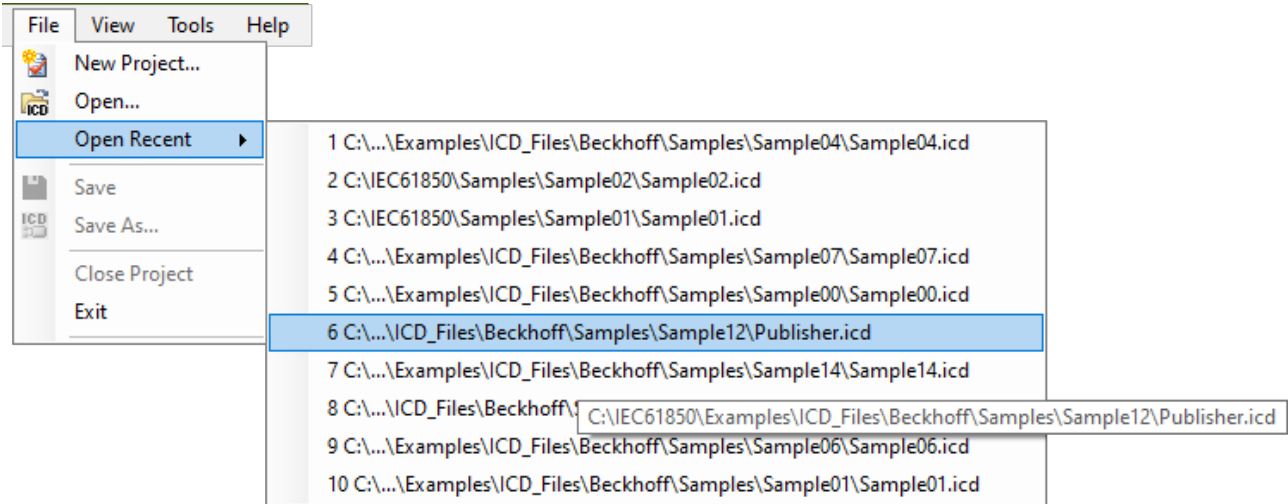 File View Tools Help
New Project...
ICD Open...
Open Recent
1 C:\...\Examples\ICD_Files\Beckhoff\Samples\Sample04\Sample04.icd
2 C:\IEC61850\Samples\Sample02\Sample02.icd
Save
3 C:\IEC61850\Samples\Sample01\Sample01.icd
ICD Save As...
4 C:\...\Examples\ICD_Files\Beckhoff\Samples\Sample07\Sample07.icd
Close Project
5 C:\...\Examples\ICD_Files\Beckhoff\Samples\Sample00\Sample00.icd
Exit
6 C:\...\ICD_Files\Beckhoff\Samples\Sample12\Publisher.icd
7 C:\...\Examples\ICD_Files\Beckhoff\Samples\Sample14\Sample14.icd
8 C:\...\ICD_Files\Beckhoff\
C:\IEC61850\Examples\ICD_Files\Beckhoff\Samples\Sample12\Publisher.icd
9 C:\...\Examples\ICD_Files\Beckhoff\Samples\Sample06\Sample06.icd
10 C:\...\Examples\ICD_Files\Beckhoff\Samples\Sample01\Sample01.icd